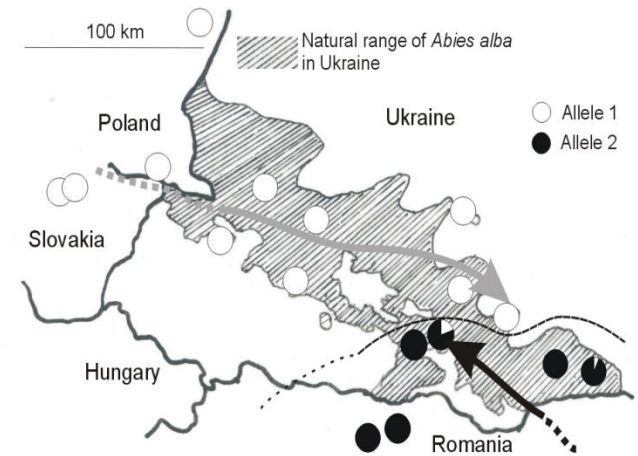 100 km
Natural range of Abies alba
in Ukraine
Poland
Ukraine
Allele 1
Allele 2
Slovakia
Hungary
Romania